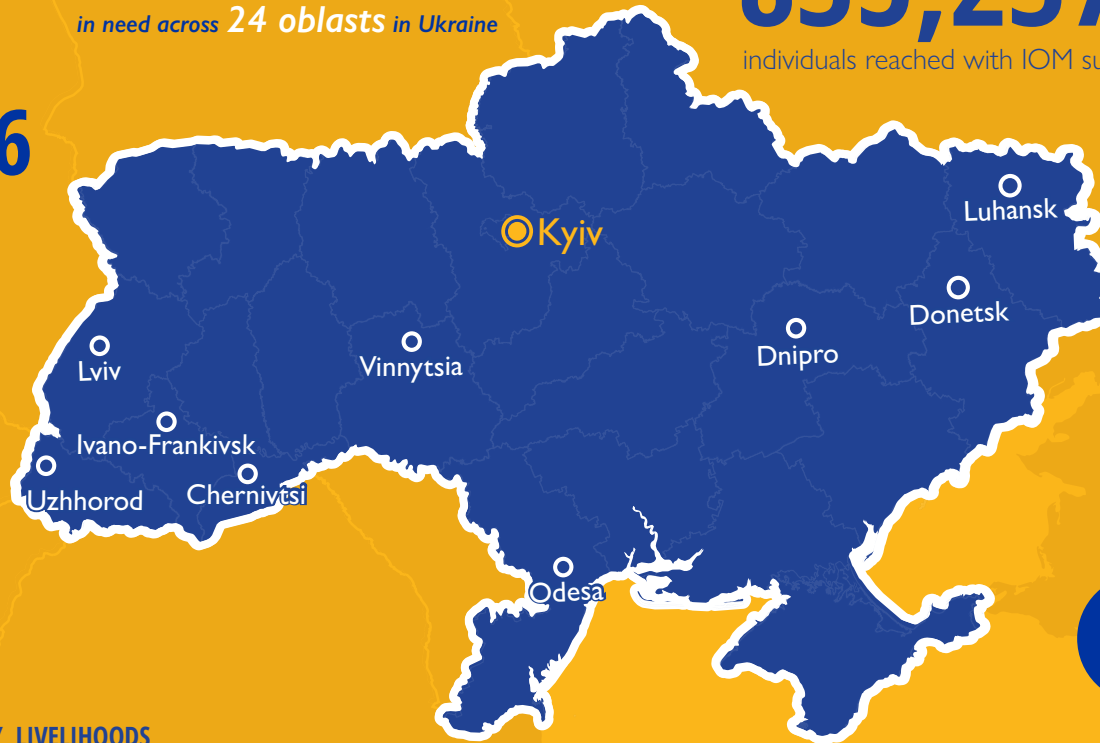 in need across 24 oblasts in Ukraine
individuals reached with IOM
6
Kyiv
Luhansk
Donetsk
Dnipro
Vinnytsia
Lviv
Ivano-Frankivsk
Uzhhorod
Chernivtsi
Odesa
LIVELIHOODS